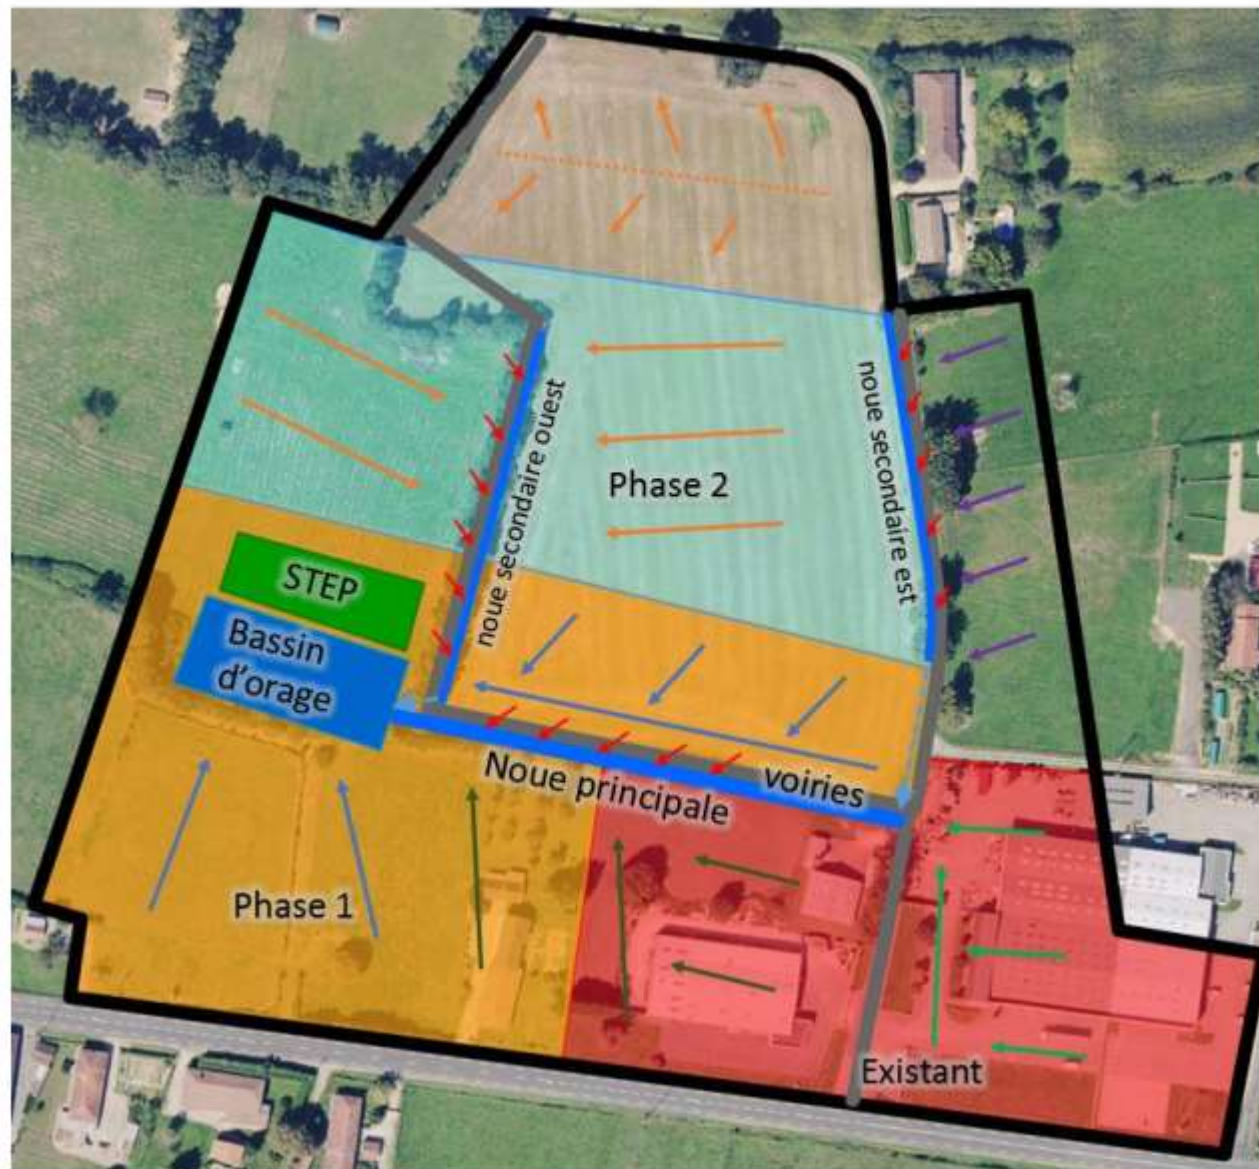 noue secondaire ouest
noue secondaire est
Phase 2
STEP
Bassin
d'orage
Noue principale
voiries
Phase 1
Existant